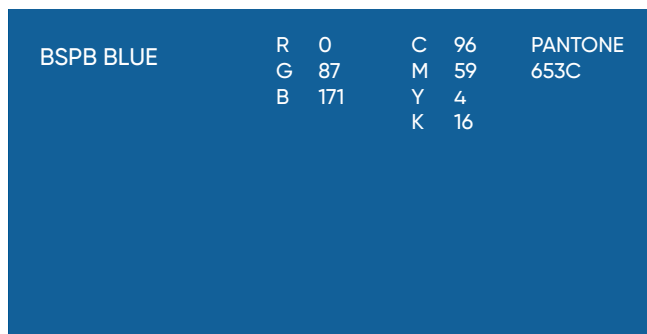 BSPB BLUE
R 0 C 96 PANTONE
G 87 M 59 653C
B 171 Y 4
K 16